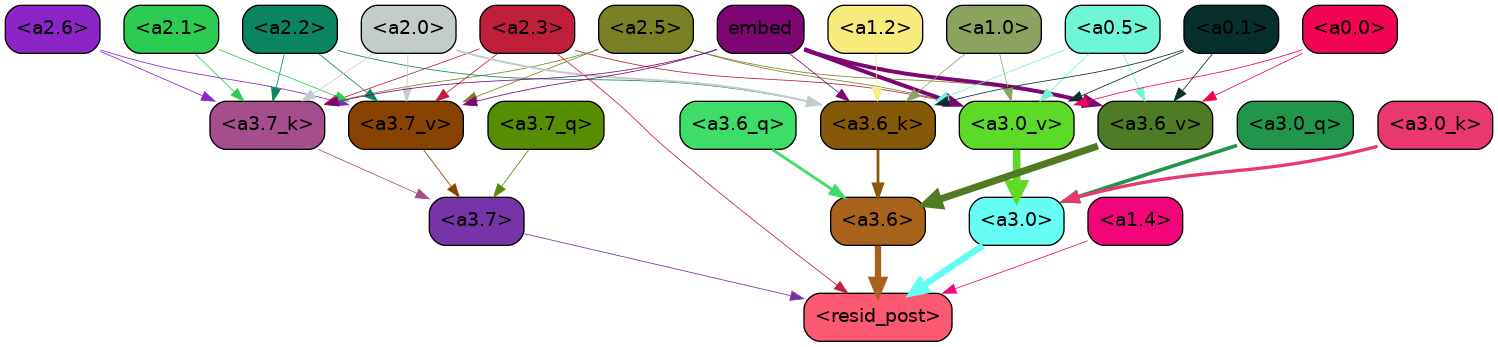 <a2.6> <a2.1> <a2.2> <a2.0> <a2.3> <a2.5> embed <a1.2> <a1.0> <a0.5> <a0.1> <a0.0>
<a3.7_k> <a3.7_v> <a3.7_q> <a3.6_q> <a3.6_k> <a3.0_v> <a3.6_v> <a3.0_q> <a3.0_k>
<a3.7> <a3.6> <a3.0> <a1.4>
<resid_post>